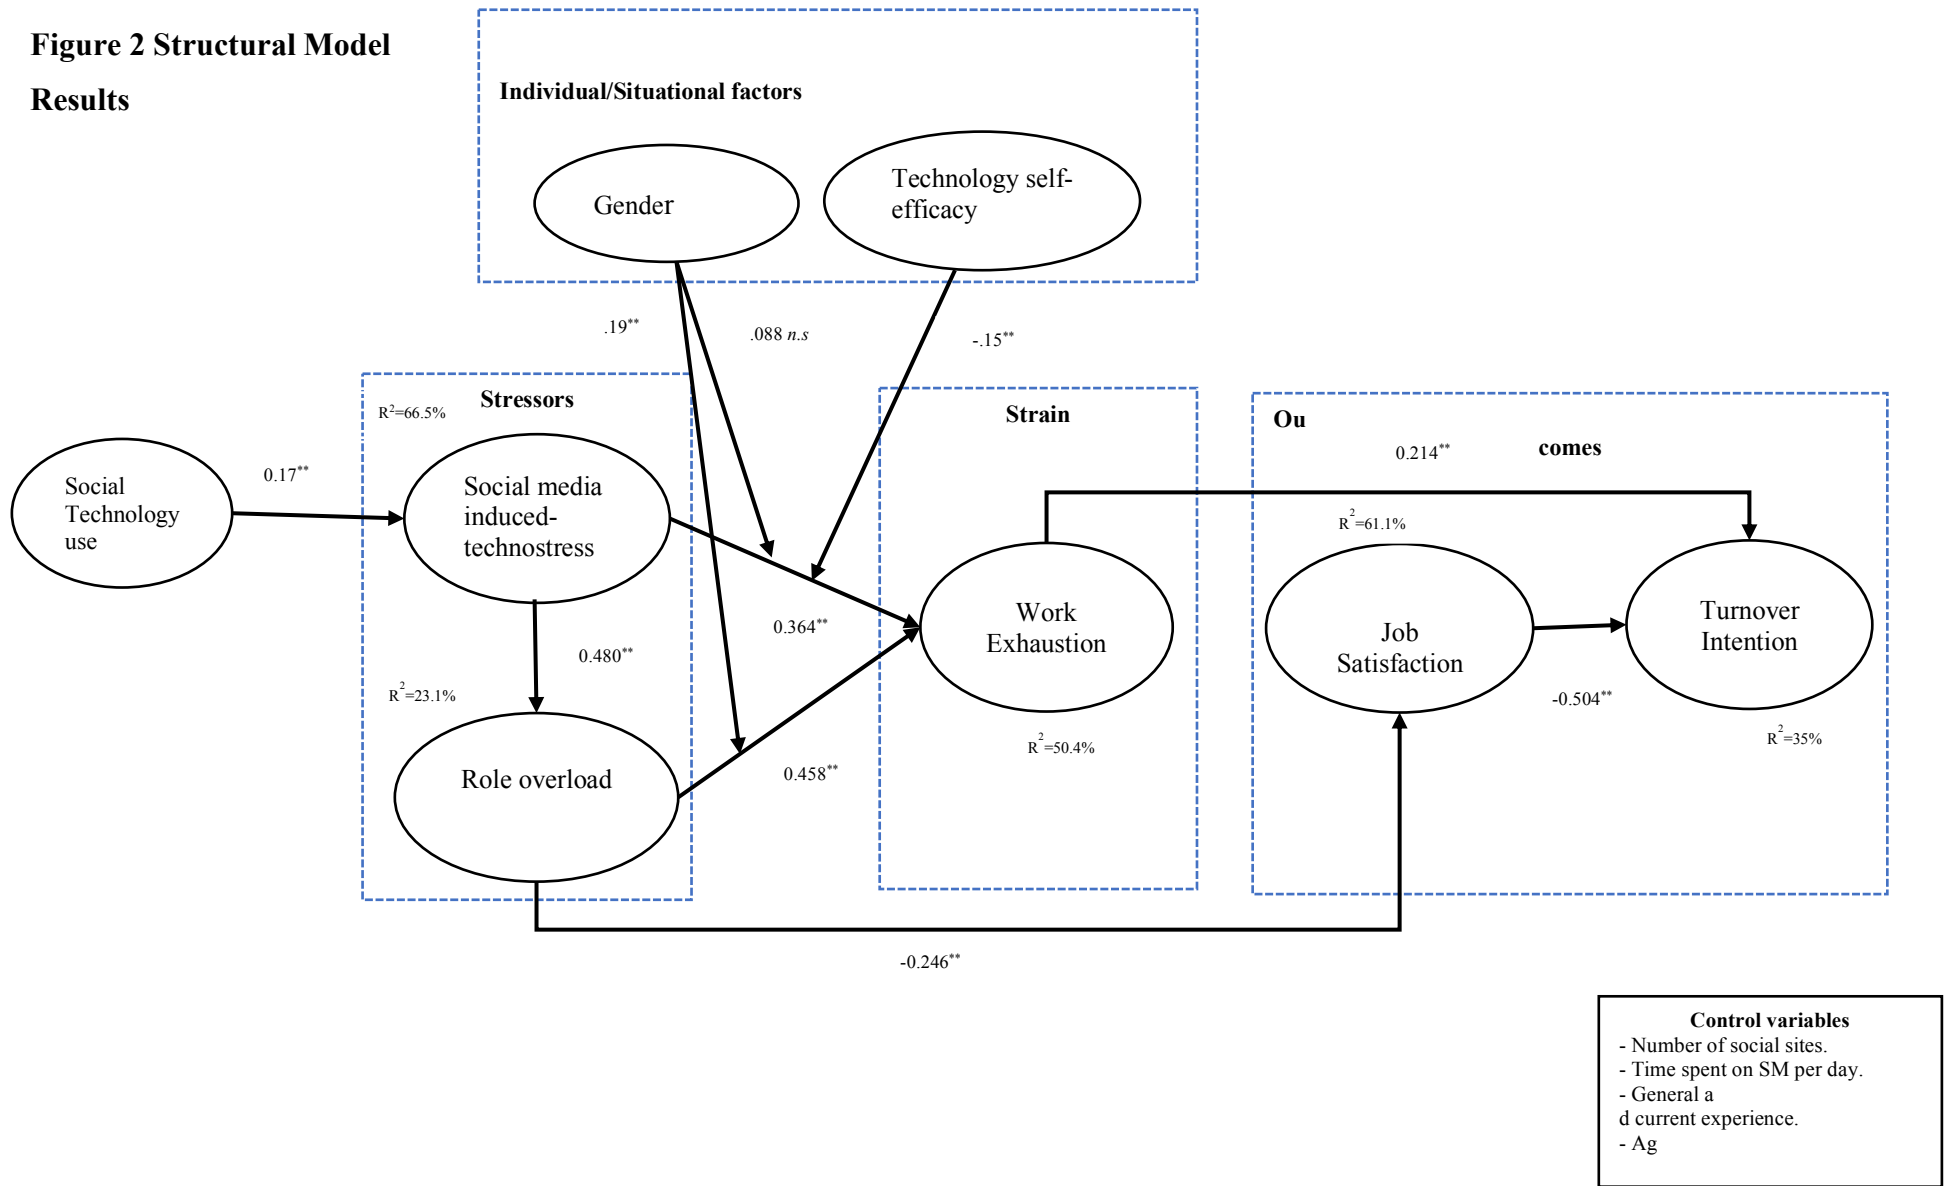 Figure 2 Structural Model
Results
Individual/Situational factors
Gender
Technology self-
efficacy
.19**
.088 n.s
-.15**
R²=66.5%
Stressors
Strain
Ou
comes
0.214**
Social
Technology
use
0.17**
Social media
induced-
technostress
R²=61.1%
0.364**
Work
Exhaustion
Job
Satisfaction
Turnover
Intention
0.480**
R²=23.1%
-0.504**
R²=50.4%
R²=35%
Role overload
0.458**
-0.246**
Control variables
- Number of social sites.
- Time spent on SM per day.
- General a
d current experience.
- Ag